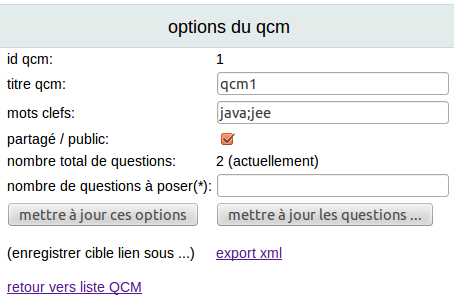 options du qcm
id qcm: 1
titre qcm: qcm1
mots clefs: java;jee
partagé / public:
nombre total de questions: 2 (actuellement)
nombre de questions à poser(*):
mettre à jour ces options mettre à jour les questions ...
(enregistrer cible lien sous ...) export xml
retour vers liste QCM